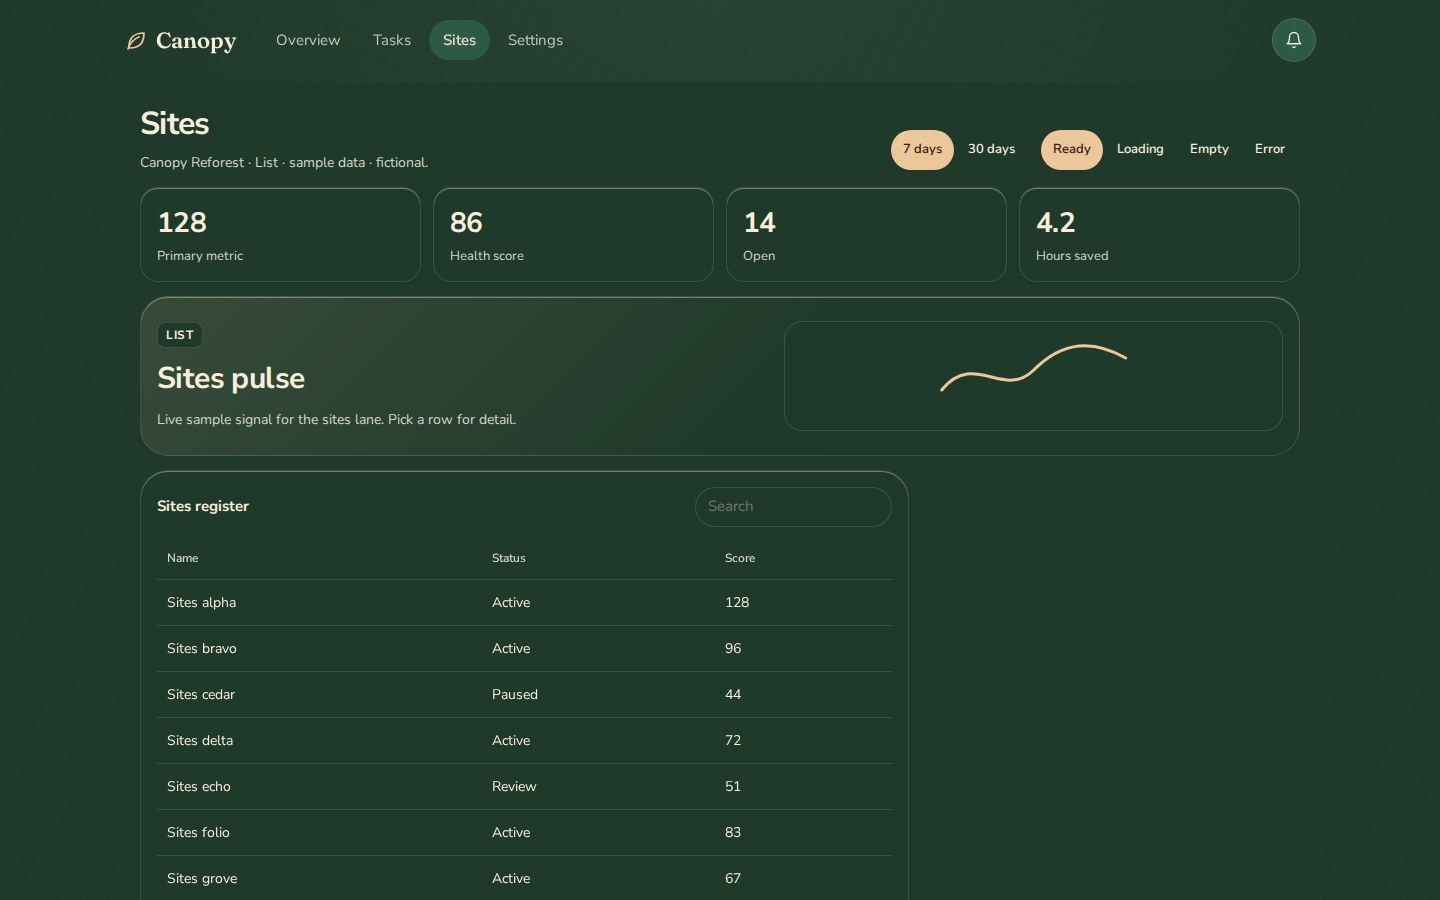 Canopy
Overview Tasks Sites Settings
Sites
Canopy Reforest · List · sample data · fictional.
7 days 30 days Ready Loading Empty Error
128
Primary metric
86
Health score
14
Open
4.2
Hours saved
LIST
Sites pulse
Live sample signal for the sites lane. Pick a row for detail.
Sites register
Search
Name Status Score
Sites alpha Active 128
Sites bravo Active 96
Sites cedar Paused 44
Sites delta Active 72
Sites echo Review 51
Sites folio Active 83
Sites grove Active 67